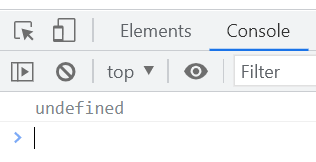 Elements Console
top ▼ Filter
undefined
>